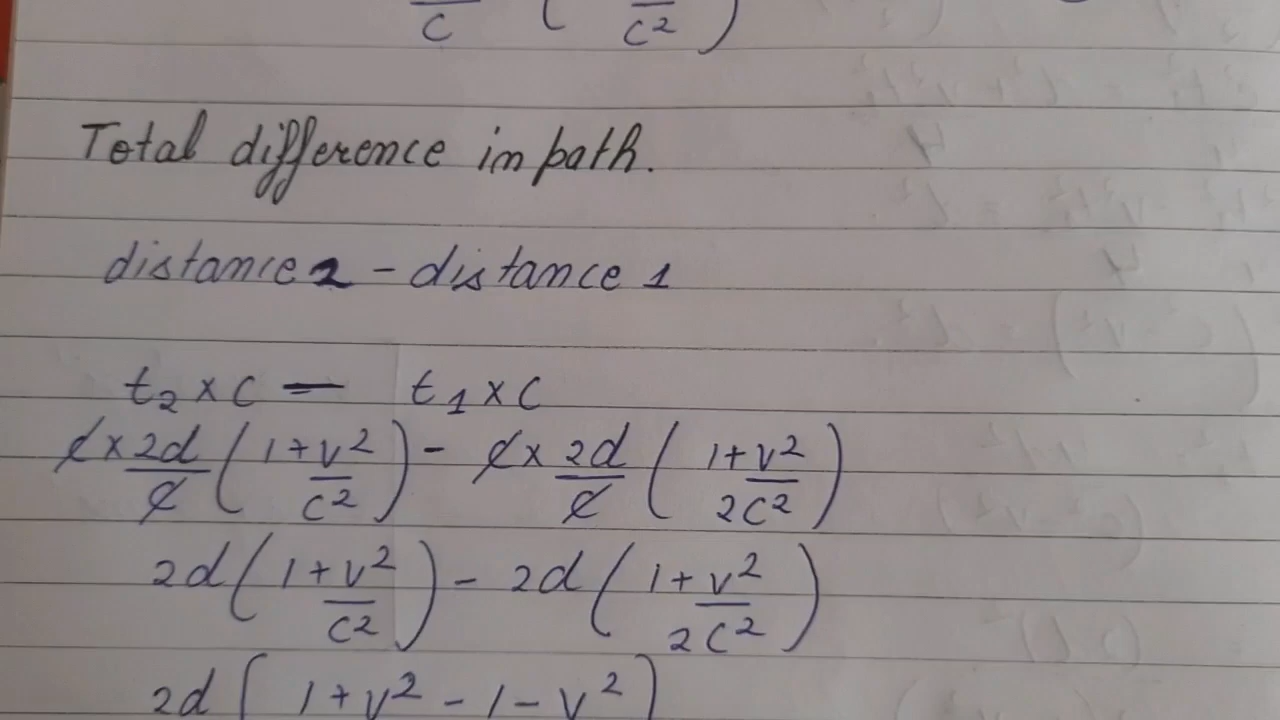 c ( c²)
Total difference in path.
distance 2 - distance 1
t₂ x c - t₁ x c
c x 2d/c (1 + v²/c²) - c x 2d/c (1 + v²/2c²)
2d (1 + v²/c²) - 2d (1 + v²/2c²)
2d [1 + v² - 1 - v²]